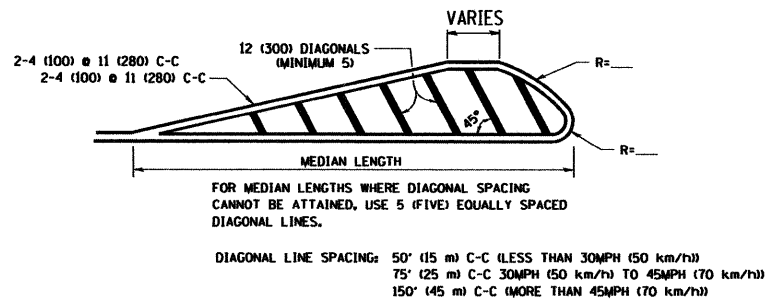 VARIES
2-4 (100) @ 11 (280) C-C
2-4 (100) @ 11 (280) C-C
12 (300) DIAGONALS
(MINIMUM 5)
R=___
45°
R=___
MEDIAN LENGTH
FOR MEDIAN LENGTHS WHERE DIAGONAL SPACING
CANNOT BE ATTAINED, USE 5 (FIVE) EQUALLY SPACED
DIAGONAL LINES.
DIAGONAL LINE SPACING: 50' (15 m) C-C (LESS THAN 30MPH (50 km/h))
75' (25 m) C-C 30MPH (50 km/h) TO 45MPH (70 km/h))
150' (45 m) C-C (MORE THAN 45MPH (70 km/h))